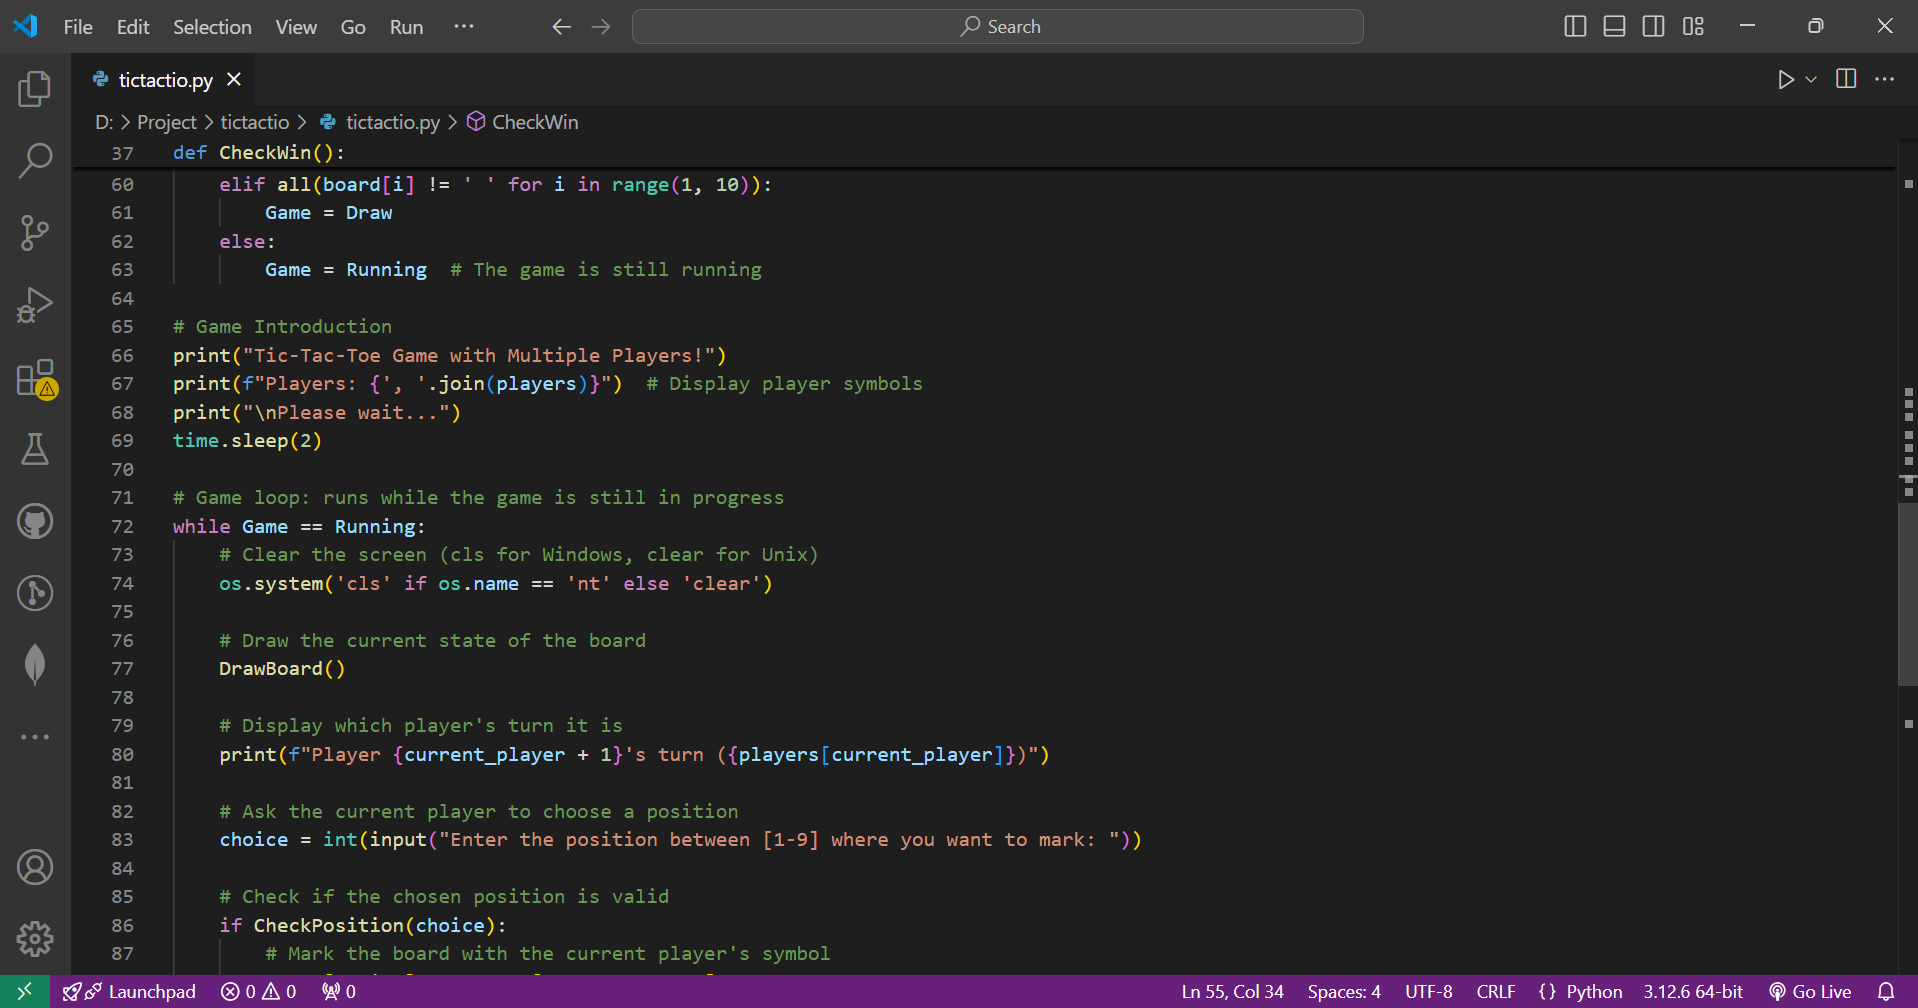 File Edit Selection View Go Run ··· Search
tictactio.py
D: > Project > tictactio > tictactio.py > CheckWin
37 def CheckWin():
60 elif all(board[i] != ' ' for i in range(1, 10)):
61 Game = Draw
62 else:
63 Game = Running  # The game is still running
64
65 # Game Introduction
66 print("Tic-Tac-Toe Game with Multiple Players!")
67 print(f"Players: {', '.join(players)}")  # Display player symbols
68 print("\nPlease wait...")
69 time.sleep(2)
70
71 # Game loop: runs while the game is still in progress
72 while Game == Running:
73 # Clear the screen (cls for Windows, clear for Unix)
74 os.system('cls' if os.name == 'nt' else 'clear')
75
76 # Draw the current state of the board
77 DrawBoard()
78
79 # Display which player's turn it is
80 print(f"Player {current_player + 1}'s turn ({players[current_player]})")
81
82 # Ask the current player to choose a position
83 choice = int(input("Enter the position between [1-9] where you want to mark: "))
84
85 # Check if the chosen position is valid
86 if CheckPosition(choice):
87 # Mark the board with the current player's symbol
Launchpad 0 0 0 Ln 55, Col 34 Spaces: 4 UTF-8 CRLF {} Python 3.12.6 64-bit Go Live